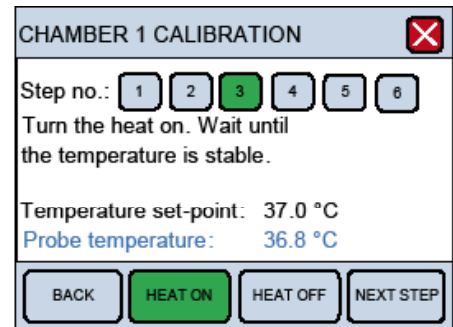 CHAMBER 1 CALIBRATION
Step no.: 1 2 3 4 5 6
Turn the heat on. Wait until
the temperature is stable.
Temperature set-point: 37.0 °C
Probe temperature: 36.8 °C
BACK HEAT ON HEAT OFF NEXT STEP